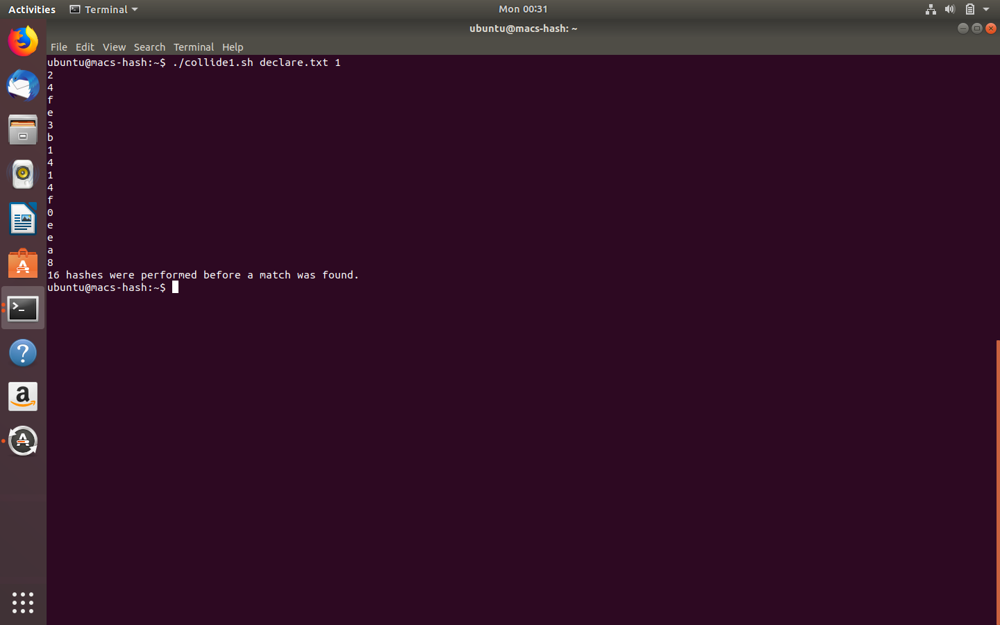 Activities Terminal Mon 00:31
ubuntu@macs-hash: ~
File Edit View Search Terminal Help
ubuntu@macs-hash:~$ ./collide1.sh declare.txt 1
2
4
f
e
3
b
1
4
1
4
f
0
e
e
a
8
16 hashes were performed before a match was found.
ubuntu@macs-hash:~$